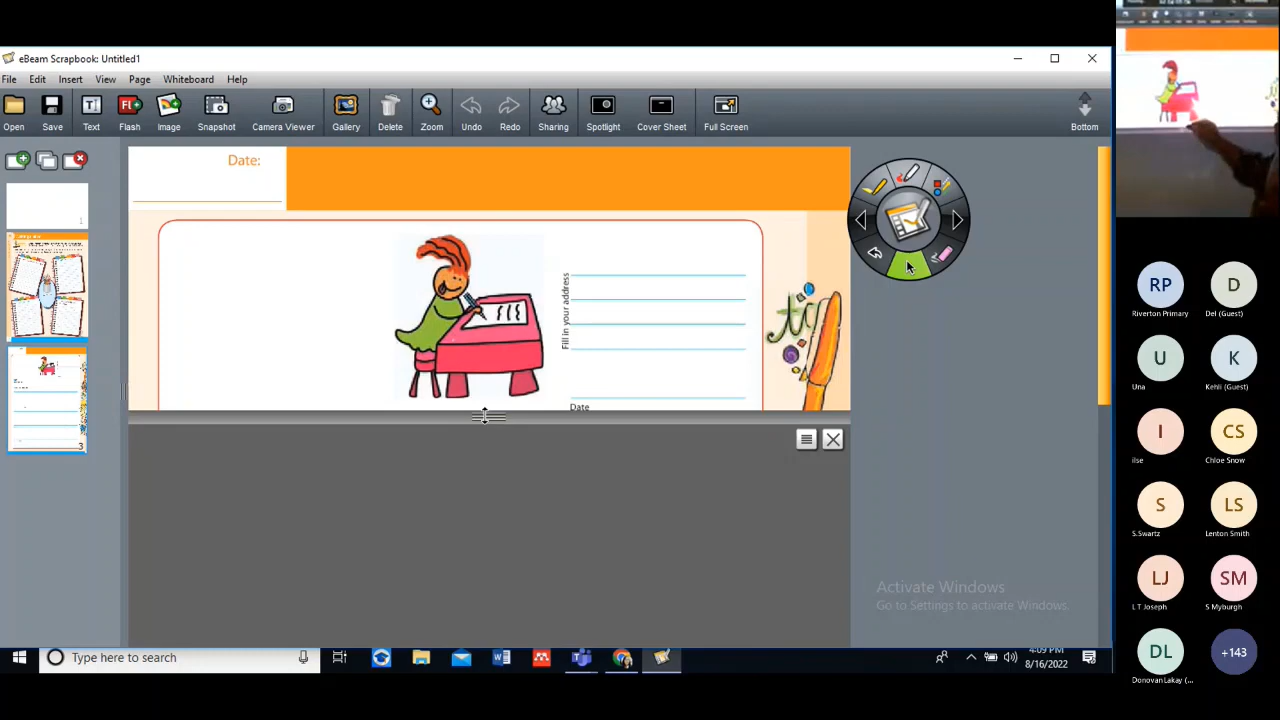 eBeam Scrapbook: Untitled1
File Edit Insert View Page Whiteboard Help
Open Save Text Flash Image Snapshot Camera Viewer Gallery Delete Zoom Undo Redo Sharing Spotlight Cover Sheet Full Screen Bottom
Date:
1
3
Fill in your address
Date
Activate Windows
Go to Settings to activate Windows.
Type here to search
4:09 PM
8/16/2022
RP D
Riverton Primary Del (Guest)
U K
Una Kehli (Guest)
I CS
ilse Chloe Snow
S LS
S.Swartz Lenton Smith
LJ SM
L T Joseph S Myburgh
DL +143
Donovan Lakay (...